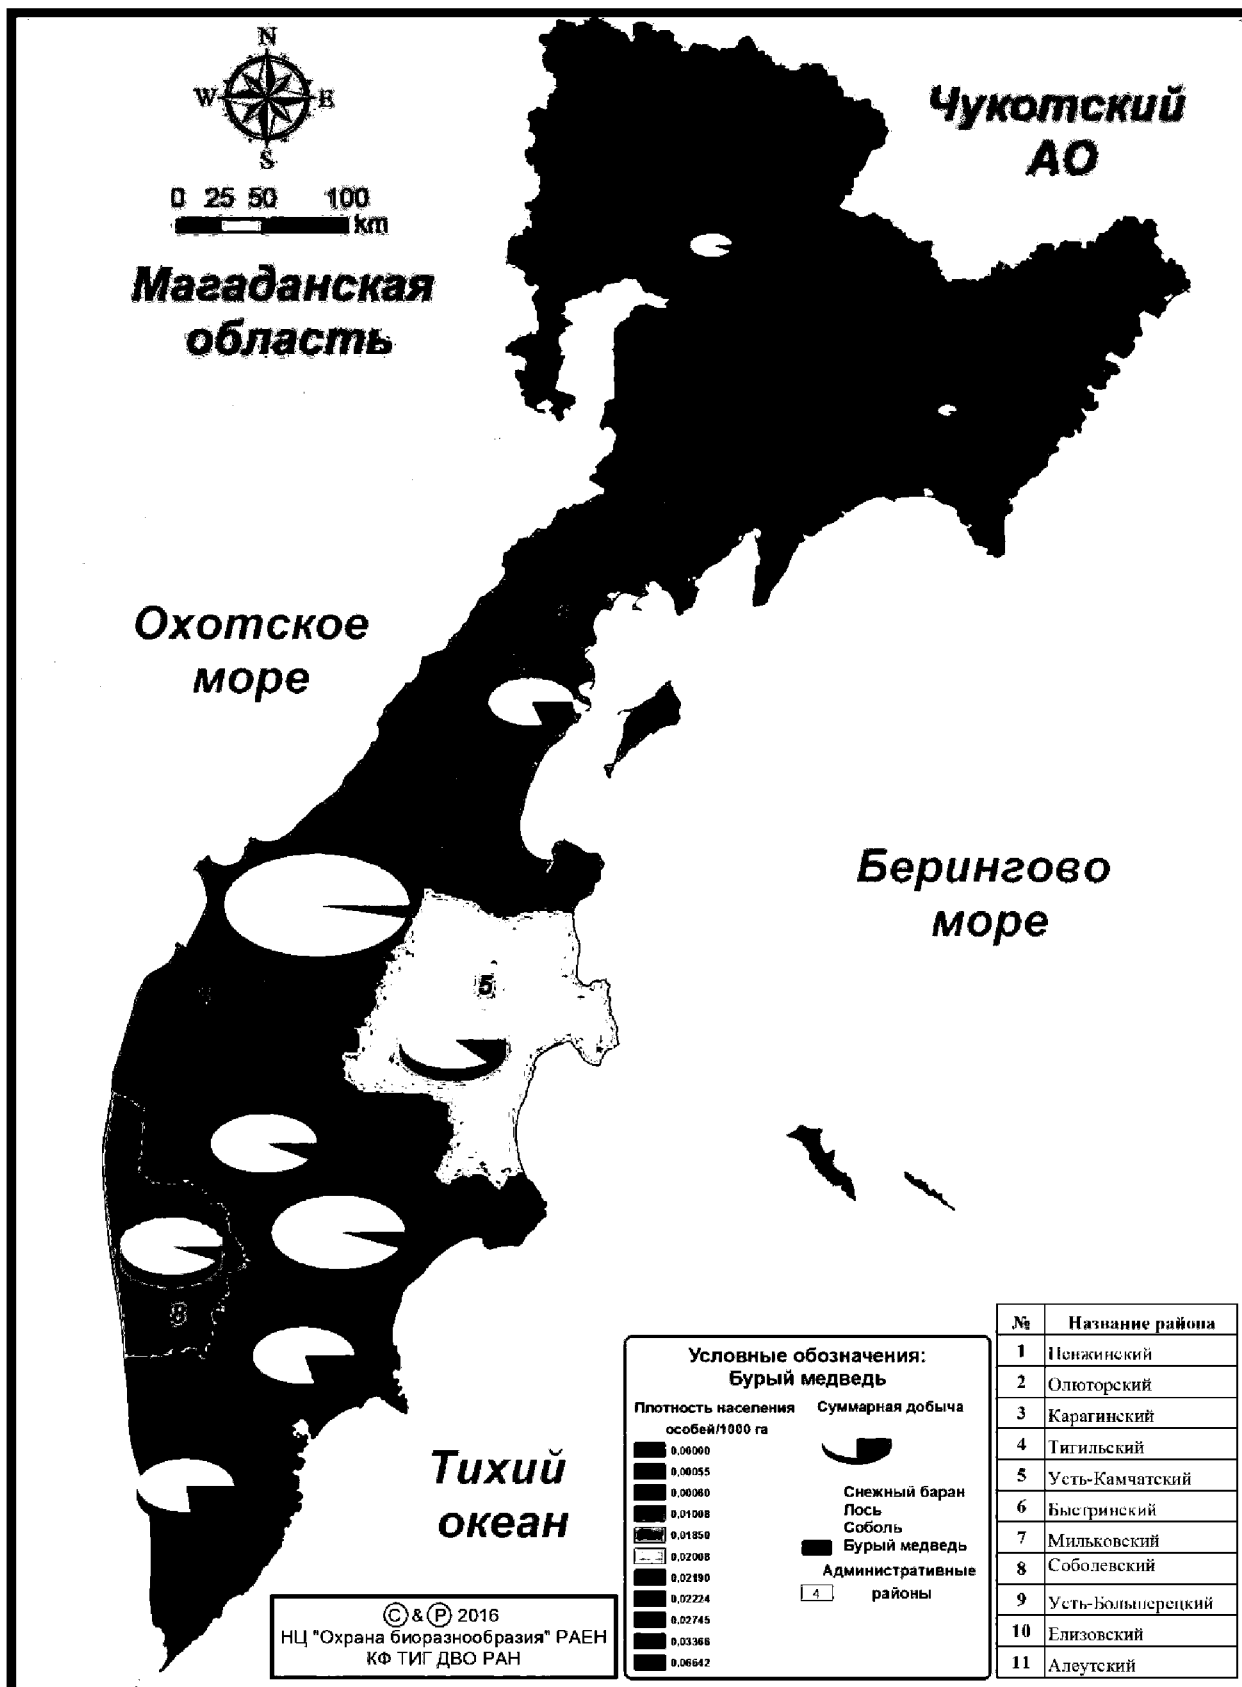 N
W E
S
0 25 50 100
km
Чукотский
АО
Магаданская
область
Охотское
море
Берингово
море
5
8
Тихий
океан
© & ℗ 2016
НЦ "Охрана биоразнообразия" РАЕН
КФ ТИГ ДВО РАН
Условные обозначения:
Бурый медведь
Плотность населения
особей/1000 га
0,00000
0,00055
0,00060
0,01008
0,01850
0,02008
0,02190
0,02224
0,02745
0,03366
0,06642
Суммарная добыча
Снежный баран
Лось
Соболь
Бурый медведь
Административные
4 районы
№ Название района
1 Пенжинский
2 Олюторский
3 Карагинский
4 Тигильский
5 Усть-Камчатский
6 Быстринский
7 Мильковский
8 Соболевский
9 Усть-Большерецкий
10 Елизовский
11 Алеутский